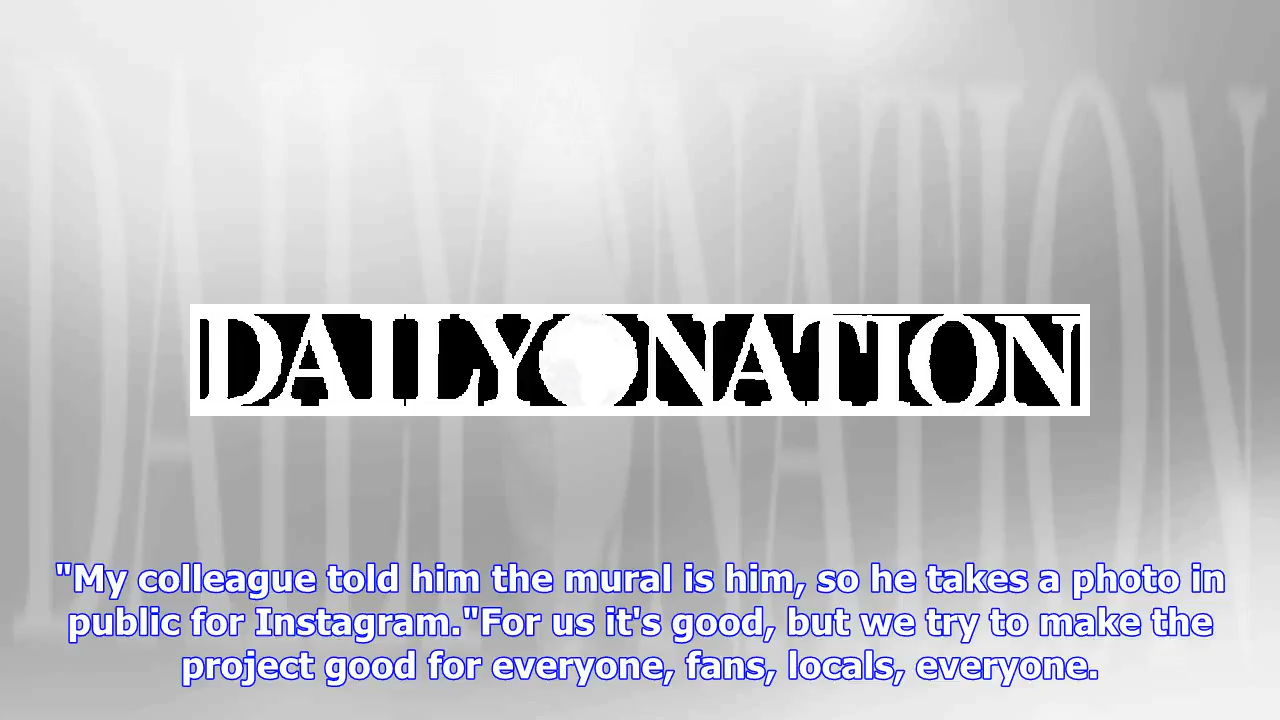 DAILY NATION
"My colleague told him the mural is him, so he takes a photo in
public for Instagram."For us it's good, but we try to make the
project good for everyone, fans, locals, everyone.